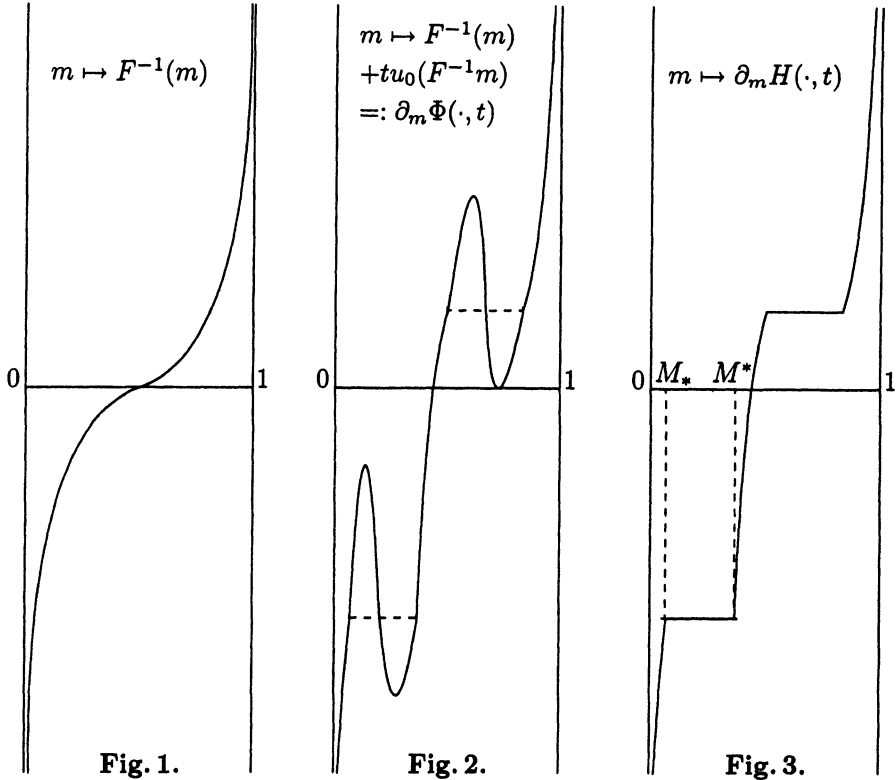 m ↦ F⁻¹(m)
0
1
Fig. 1.
m ↦ F⁻¹(m)
+tu₀(F⁻¹m)
=: ∂ₘΦ(·, t)
0
1
Fig. 2.
m ↦ ∂ₘH(·, t)
0 M⁎ M* 1
Fig. 3.